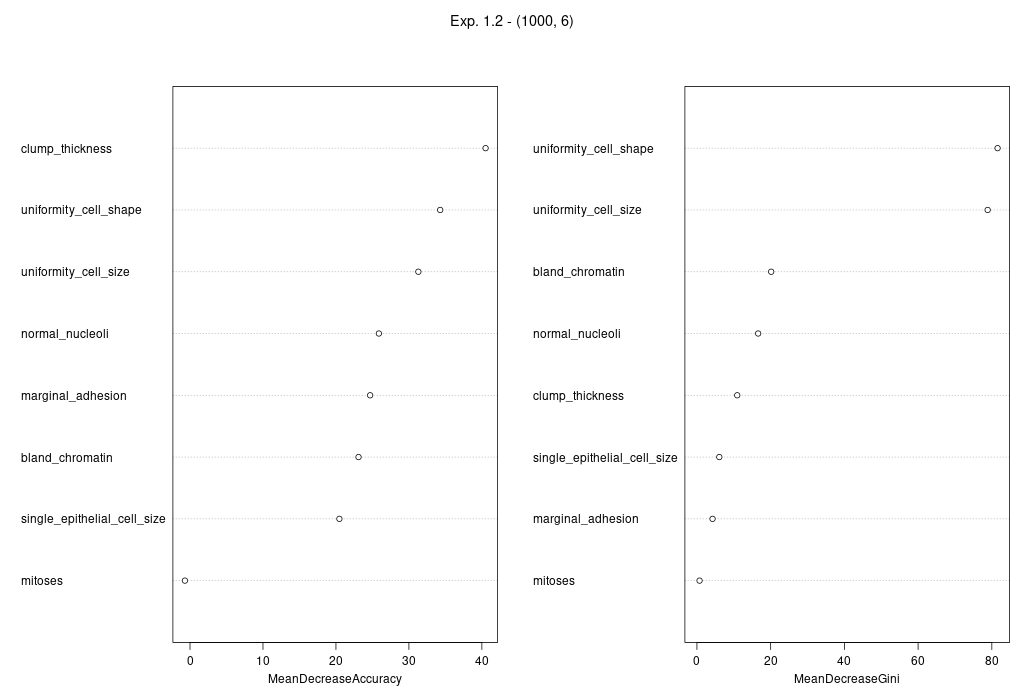 Exp. 1.2 - (1000, 6)
clump_thickness
uniformity_cell_shape
uniformity_cell_size
normal_nucleoli
marginal_adhesion
bland_chromatin
single_epithelial_cell_size
mitoses
0 10 20 30 40
MeanDecreaseAccuracy
uniformity_cell_shape
uniformity_cell_size
bland_chromatin
normal_nucleoli
clump_thickness
single_epithelial_cell_size
marginal_adhesion
mitoses
0 20 40 60 80
MeanDecreaseGini